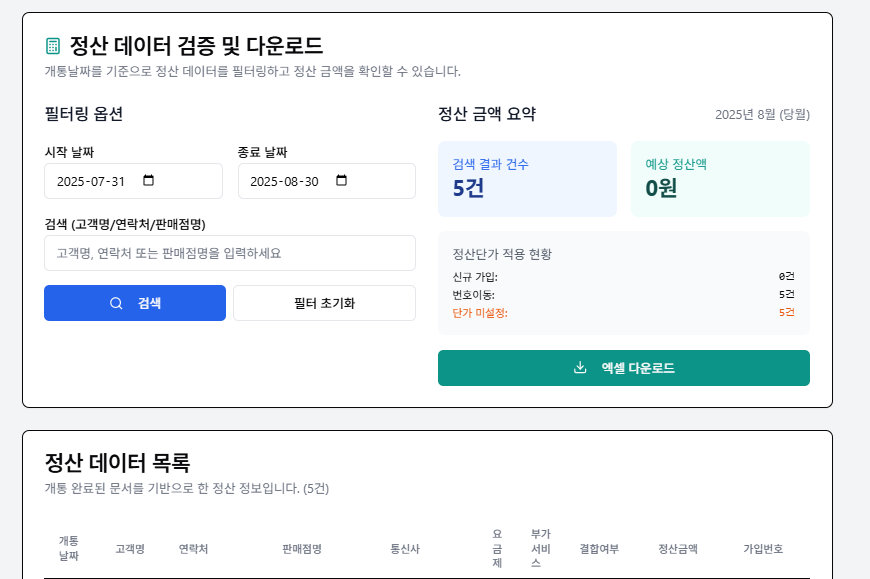 정산 데이터 검증 및 다운로드
개통날짜를 기준으로 정산 데이터를 필터링하고 정산 금액을 확인할 수 있습니다.
필터링 옵션
시작 날짜
종료 날짜
2025-07-31
2025-08-30
검색 (고객명/연락처/판매점명)
고객명, 연락처 또는 판매점명을 입력하세요
검색
필터 초기화
정산 금액 요약
2025년 8월 (당월)
검색 결과 건수
5건
예상 정산액
0원
정산단가 적용 현황
신규 가입: 0건
번호이동: 5건
단가 미설정: 5건
엑셀 다운로드
정산 데이터 목록
개통 완료된 문서를 기반으로 한 정산 정보입니다. (5건)
개통
날짜
고객명
연락처
판매점명
통신사
요
금
제
부가
서비
스
결합여부
정산금액
가입번호